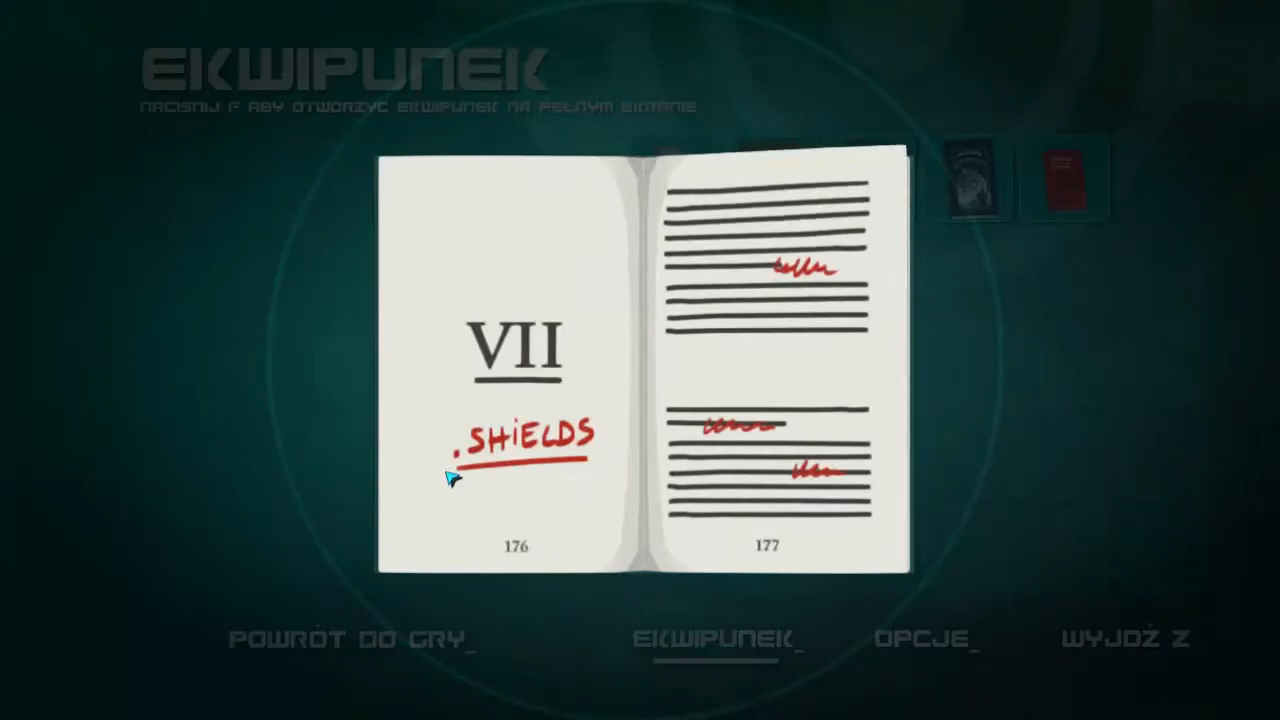 EKWIPUNEK
NACIŚNIJ F ABY OTWORZYĆ EKWIPUNEK NA PEŁNYM EKRANIE
VII
.SHiELDS
176
177
POWRÓT DO GRY_
EKWIPUNEK_
OPCJE_
WYJDŹ Z